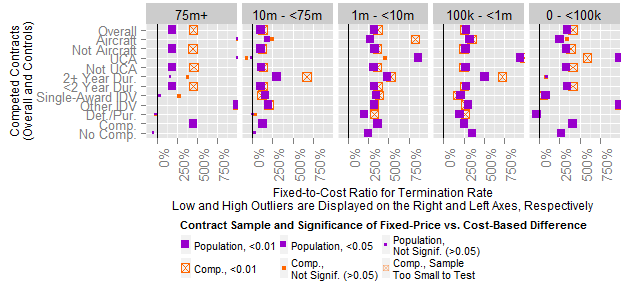 75m+ 10m - <75m 1m - <10m 100k - <1m 0 - <100k
Competed Contracts
(Overall and Controls)
Overall
Aircraft
Not Aircraft
UCA
Not UCA
2+ Year Dur.
<2 Year Dur.
Single-Award IDV
Other IDV
Def./Pur.
Comp.
No Comp.
0% 250% 500% 750% 0% 250% 500% 750% 0% 250% 500% 750% 0% 250% 500% 750% 0% 250% 500% 750%
Fixed-to-Cost Ratio for Termination Rate
Low and High Outliers are Displayed on the Right and Left Axes, Respectively
Contract Sample and Significance of Fixed-Price vs. Cost-Based Difference
Population, <0.01 Population, <0.05 Population,
Not Signif. (>0.05)
Comp., <0.01 Comp.,
Not Signif. (>0.05) Comp., Sample
Too Small to Test